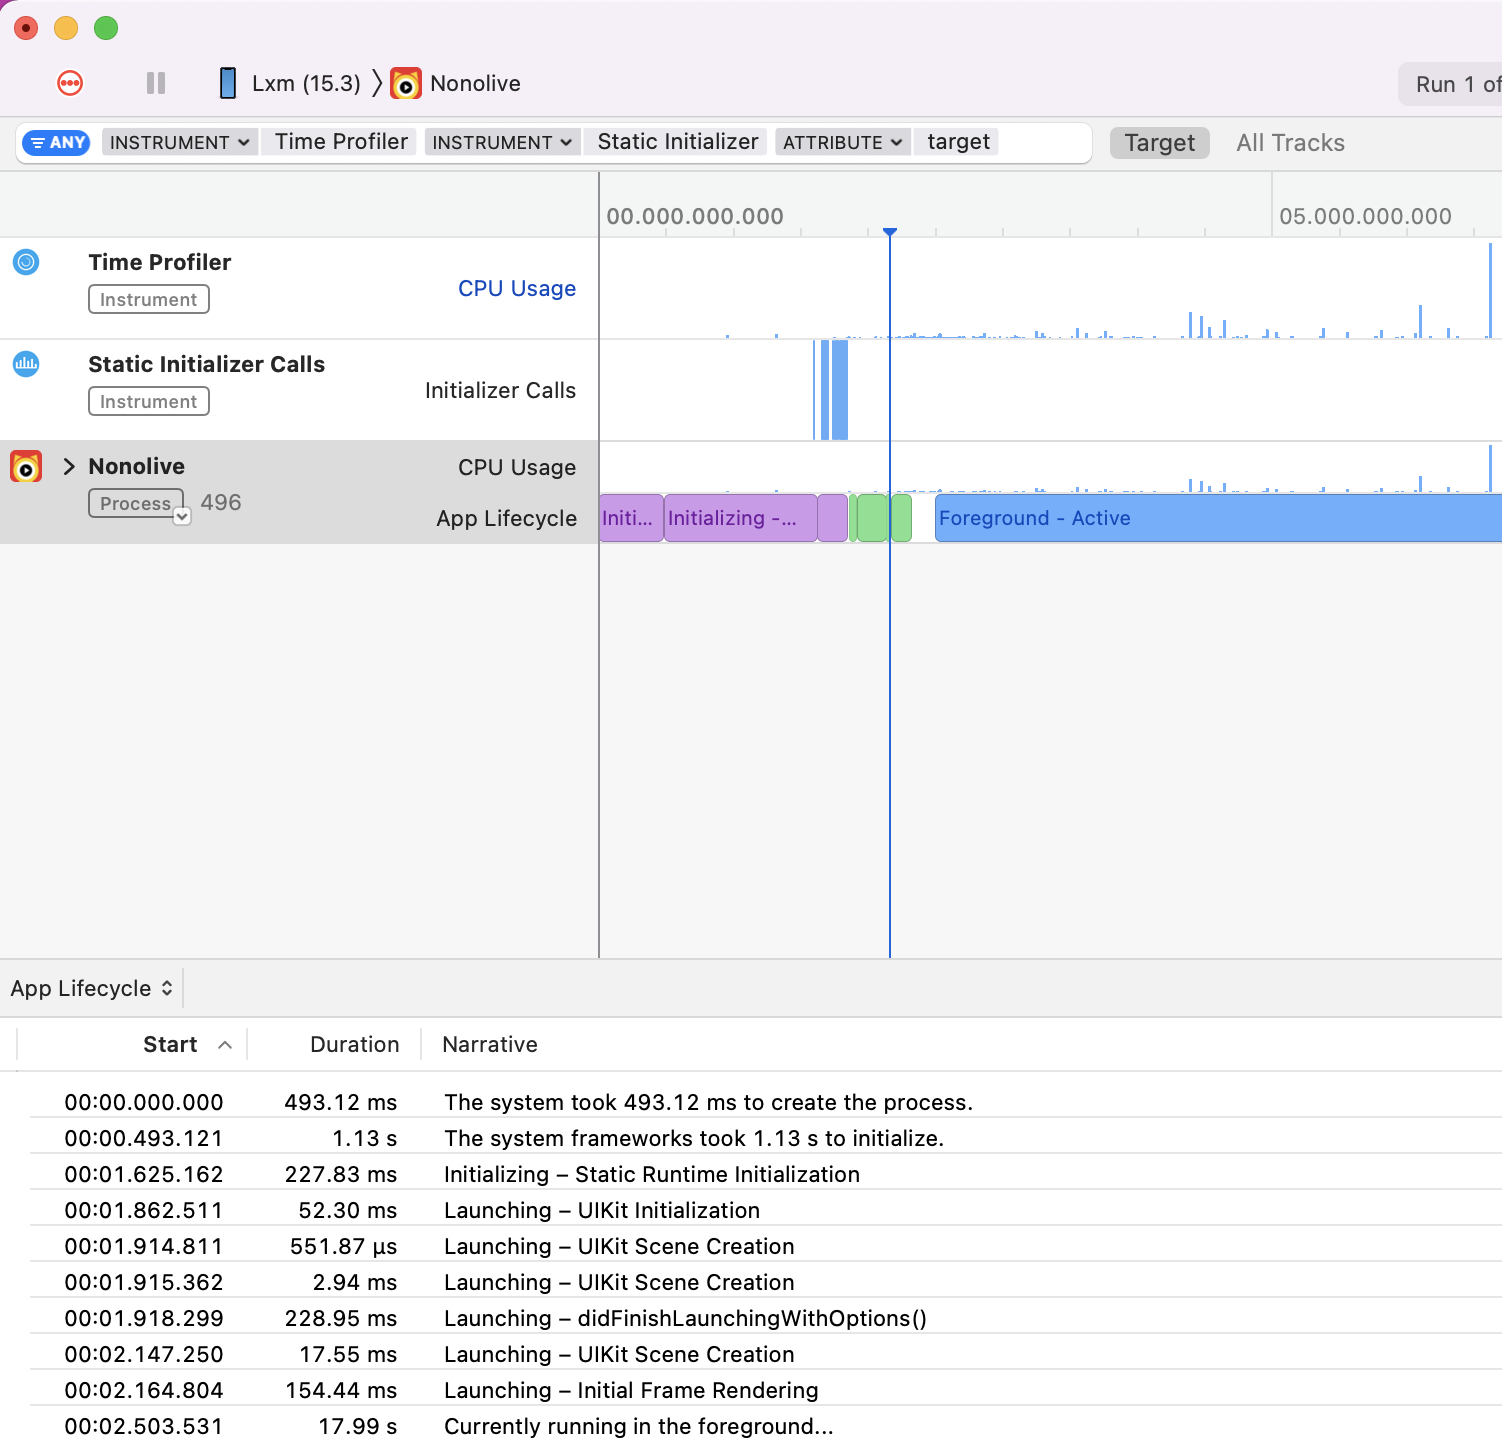 Lxm (15.3) 〉 Nonolive
Run 1 of
ANY INSTRUMENT Time Profiler INSTRUMENT Static Initializer ATTRIBUTE target Target All Tracks
00.000.000.000 05.000.000.000
Time Profiler
Instrument
CPU Usage
Static Initializer Calls
Instrument
Initializer Calls
Nonolive
Process 496
CPU Usage
App Lifecycle
Initi... Initializing -... Foreground - Active
App Lifecycle
Start Duration Narrative
00:00.000.000 493.12 ms The system took 493.12 ms to create the process.
00:00.493.121 1.13 s The system frameworks took 1.13 s to initialize.
00:01.625.162 227.83 ms Initializing – Static Runtime Initialization
00:01.862.511 52.30 ms Launching – UIKit Initialization
00:01.914.811 551.87 µs Launching – UIKit Scene Creation
00:01.915.362 2.94 ms Launching – UIKit Scene Creation
00:01.918.299 228.95 ms Launching – didFinishLaunchingWithOptions()
00:02.147.250 17.55 ms Launching – UIKit Scene Creation
00:02.164.804 154.44 ms Launching – Initial Frame Rendering
00:02.503.531 17.99 s Currently running in the foreground...